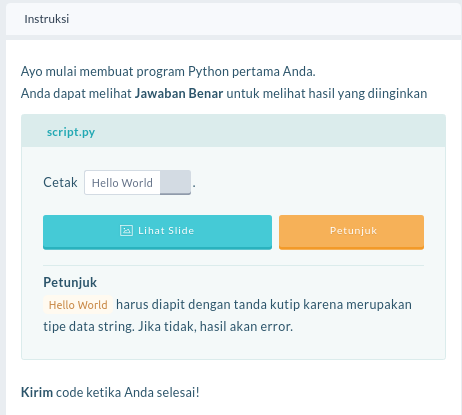 Instruksi
Ayo mulai membuat program Python pertama Anda.
Anda dapat melihat Jawaban Benar untuk melihat hasil yang diinginkan
script.py
Cetak Hello World .
Lihat Slide
Petunjuk
Petunjuk
Hello World harus diapit dengan tanda kutip karena merupakan
tipe data string. Jika tidak, hasil akan error.
Kirim code ketika Anda selesai!